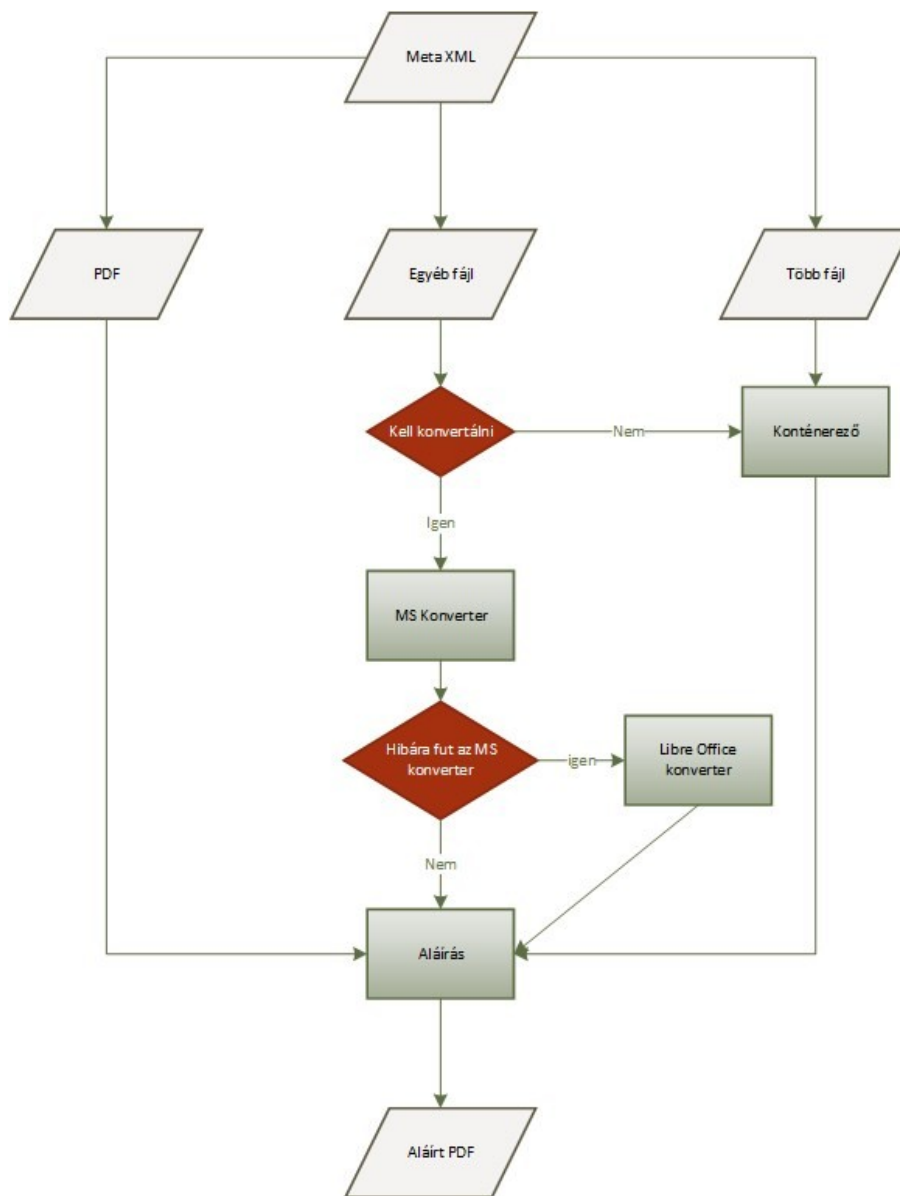 Meta XML
PDF
Egyéb fájl
Több fájl
Kell konvertálni
Nem
Konténerező
Igen
MS Konverter
Hibára fut az MS
konverter
igen
Libre Office
konverter
Nem
Aláírás
Aláírt PDF